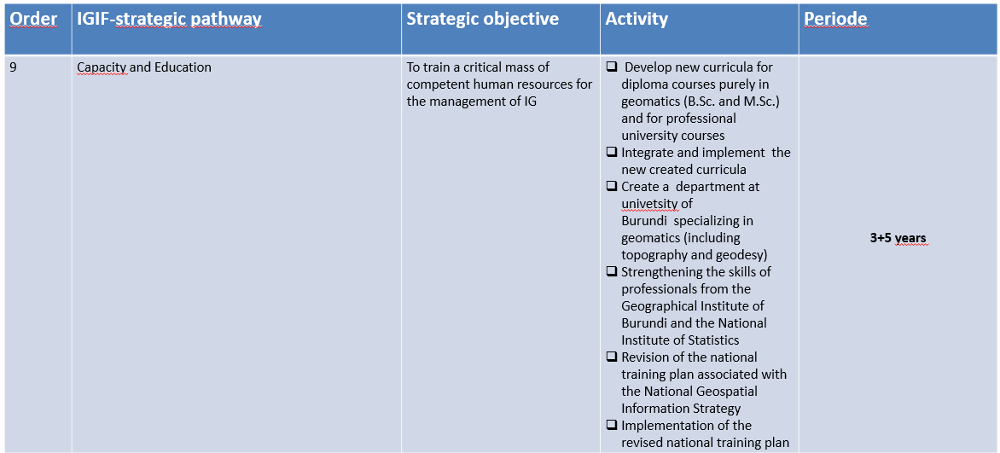 Order IGIF-strategic pathway Strategic objective Activity Periode
9
Capacity and Education
To train a critical mass of
competent human resources for
the management of IG
❑ Develop new curricula for
diploma courses purely in
geomatics (B.Sc. and M.Sc.)
and for professional
university courses
❑ Integrate and implement the
new created curricula
❑ Create a department at
univetsity of
Burundi specializing in
geomatics (including
topography and geodesy)
❑ Strengthening the skills of
professionals from the
Geographical Institute of
Burundi and the National
Institute of Statistics
❑ Revision of the national
training plan associated with
the National Geospatial
Information Strategy
❑ Implementation of the
revised national training plan
3+5 years